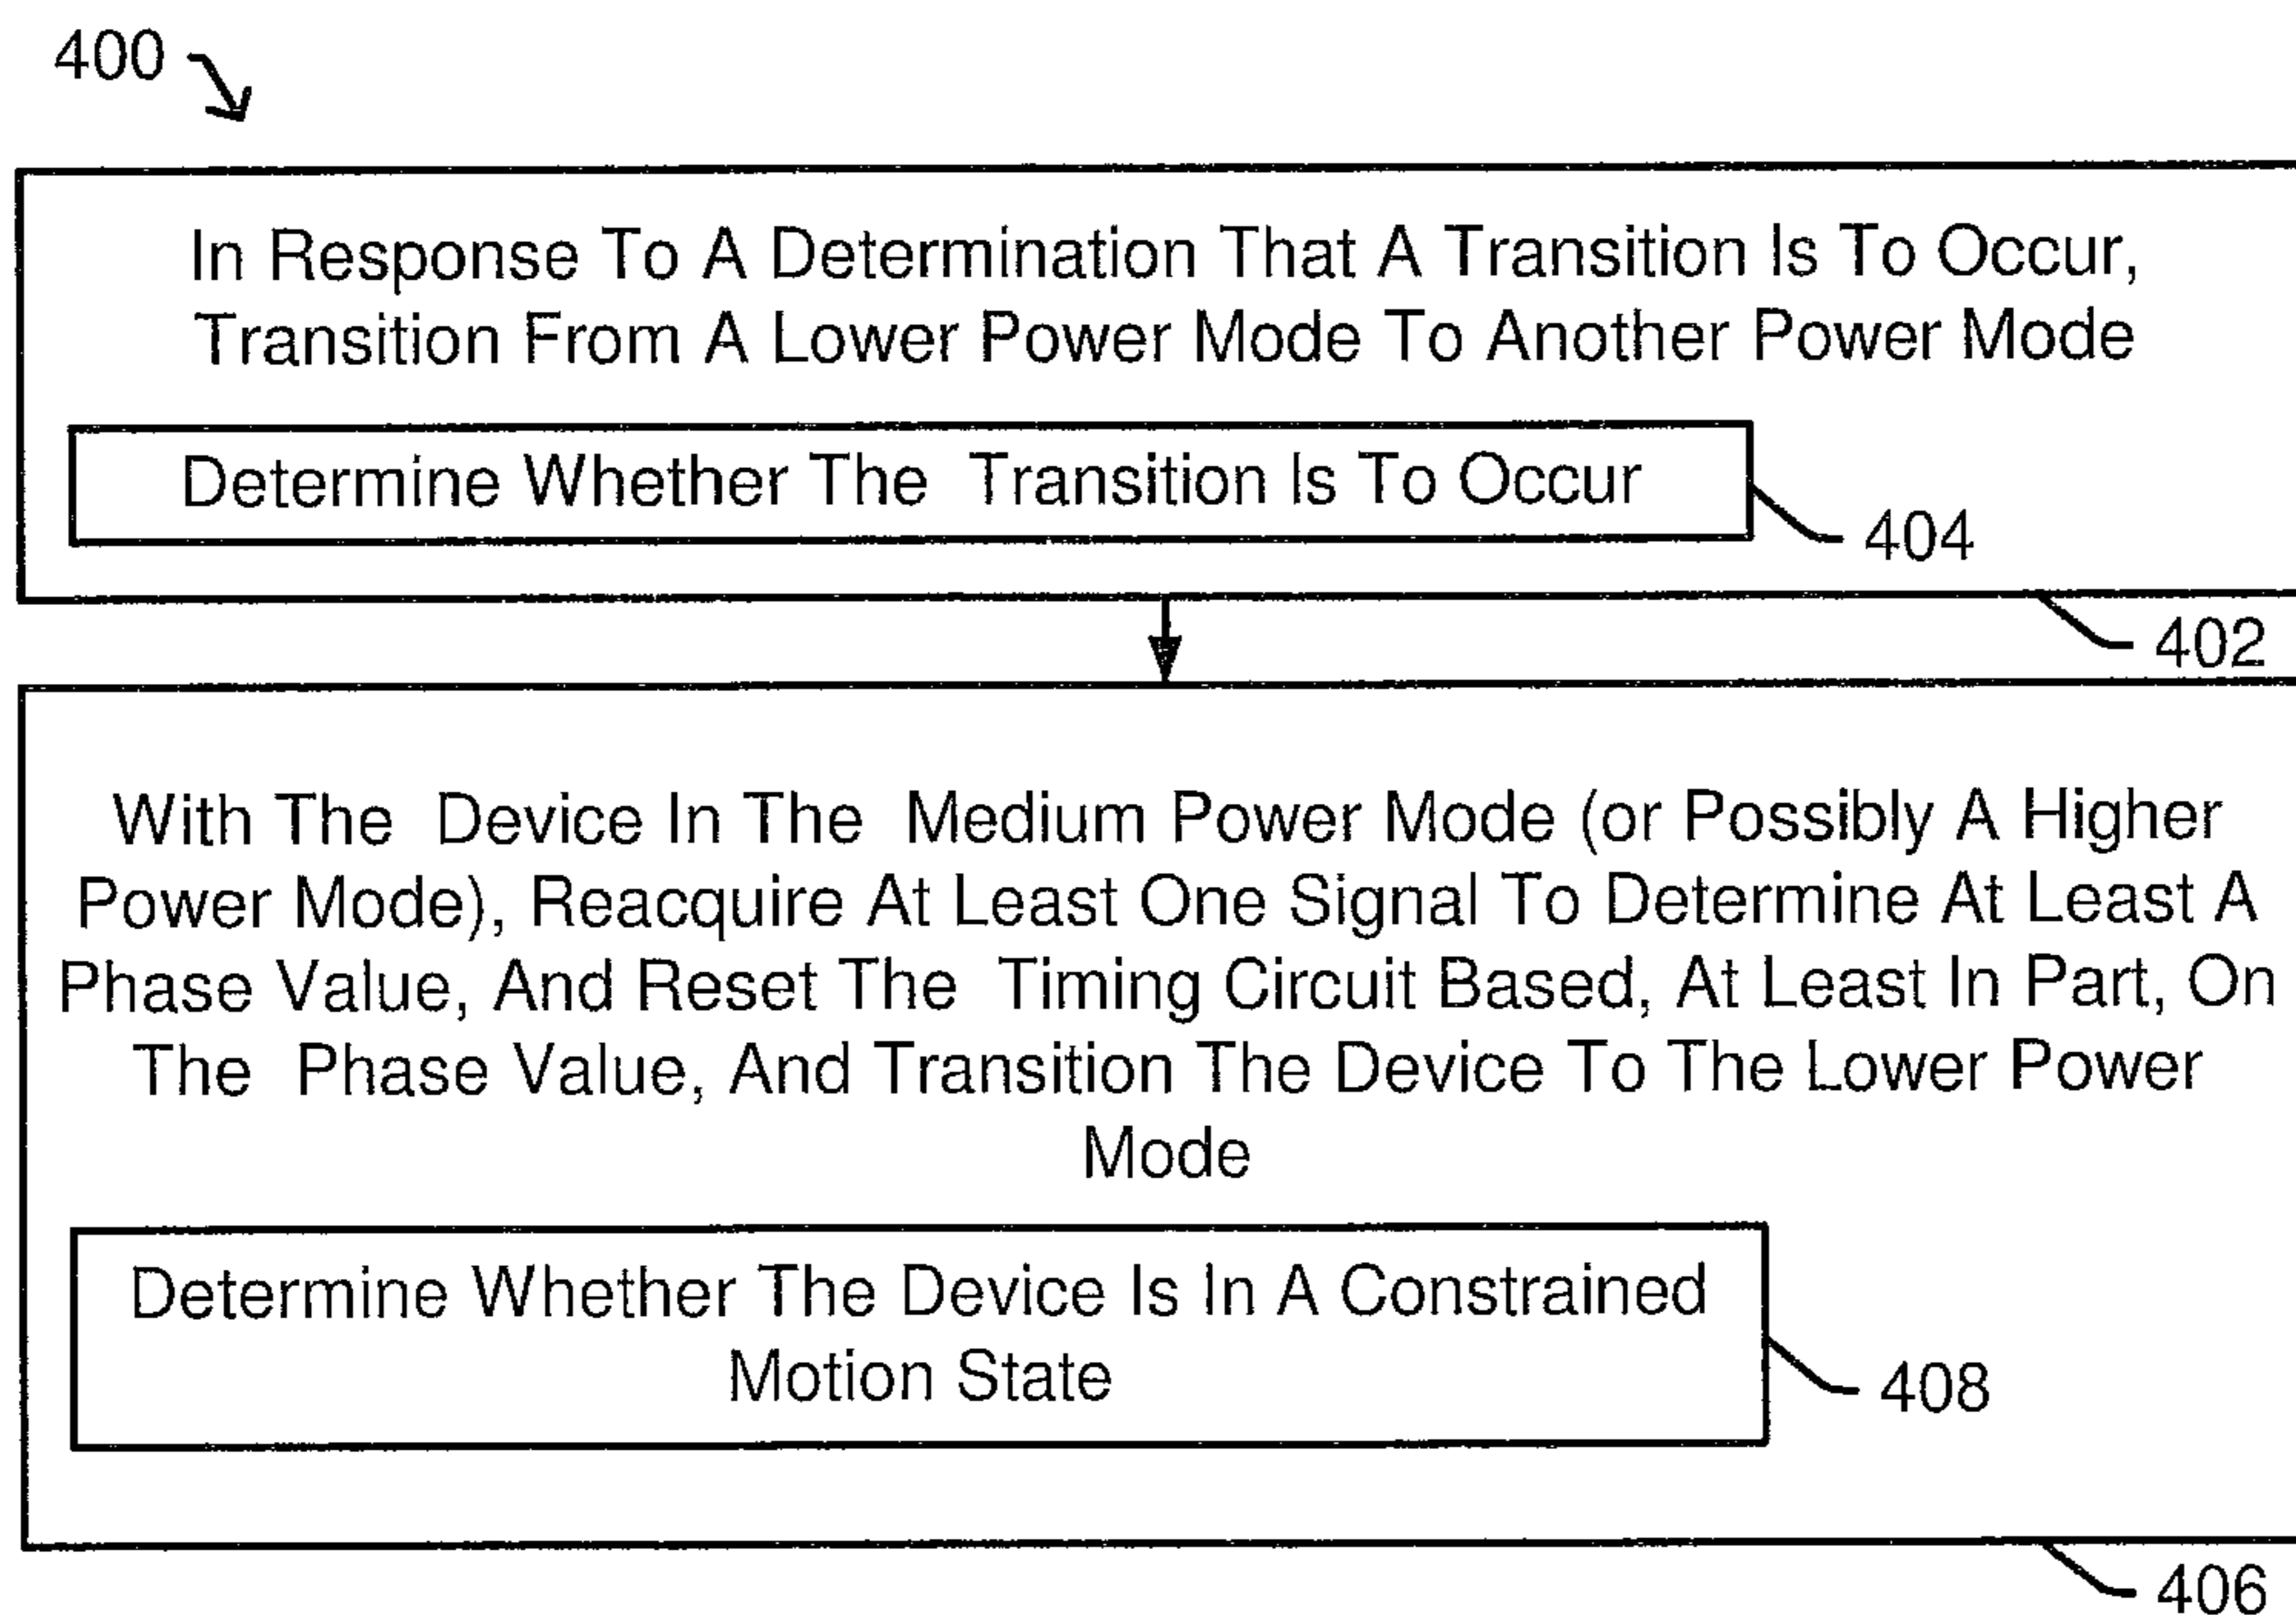 400
In Response To A Determination That A Transition Is To Occur,
Transition From A Lower Power Mode To Another Power Mode
Determine Whether The Transition Is To Occur
404
402
With The Device In The Medium Power Mode (or Possibly A Higher
Power Mode), Reacquire At Least One Signal To Determine At Least A
Phase Value, And Reset The Timing Circuit Based, At Least In Part, On
The Phase Value, And Transition The Device To The Lower Power
Mode
Determine Whether The Device Is In A Constrained
Motion State
408
406